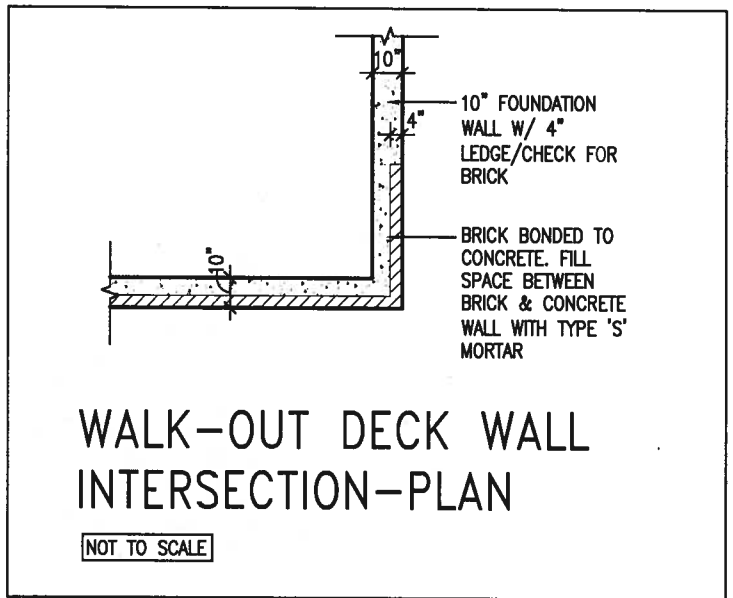 10"
4"
10" FOUNDATION
WALL W/ 4"
LEDGE/CHECK FOR
BRICK
BRICK BONDED TO
CONCRETE. FILL
SPACE BETWEEN
BRICK & CONCRETE
WALL WITH TYPE 'S'
MORTAR
10"
WALK-OUT DECK WALL
INTERSECTION-PLAN
NOT TO SCALE